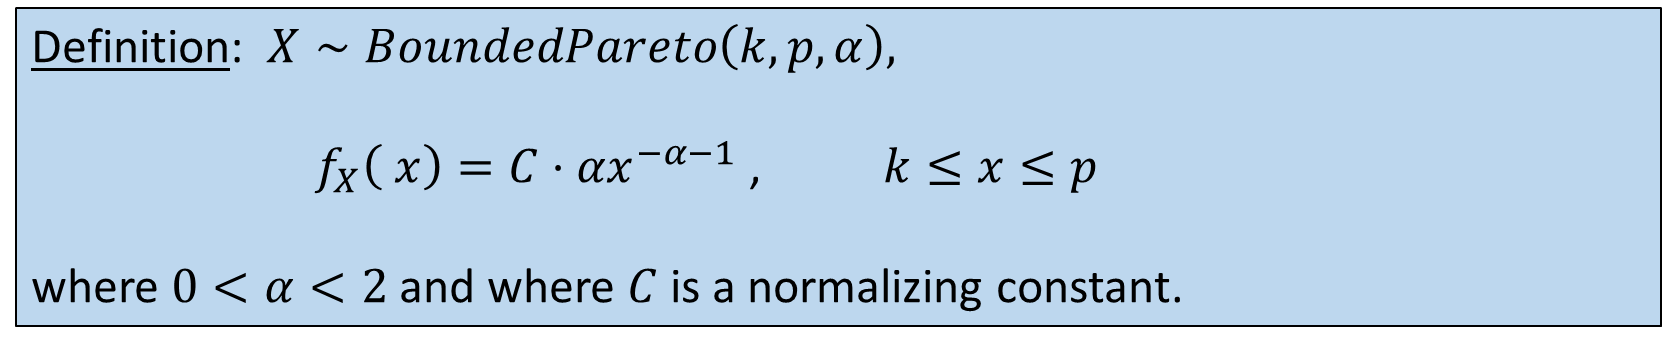 Definition: X ~ BoundedPareto(k, p, α),
f_X(x) = C · αx^{−α−1}, k ≤ x ≤ p
where 0 < α < 2 and where C is a normalizing constant.